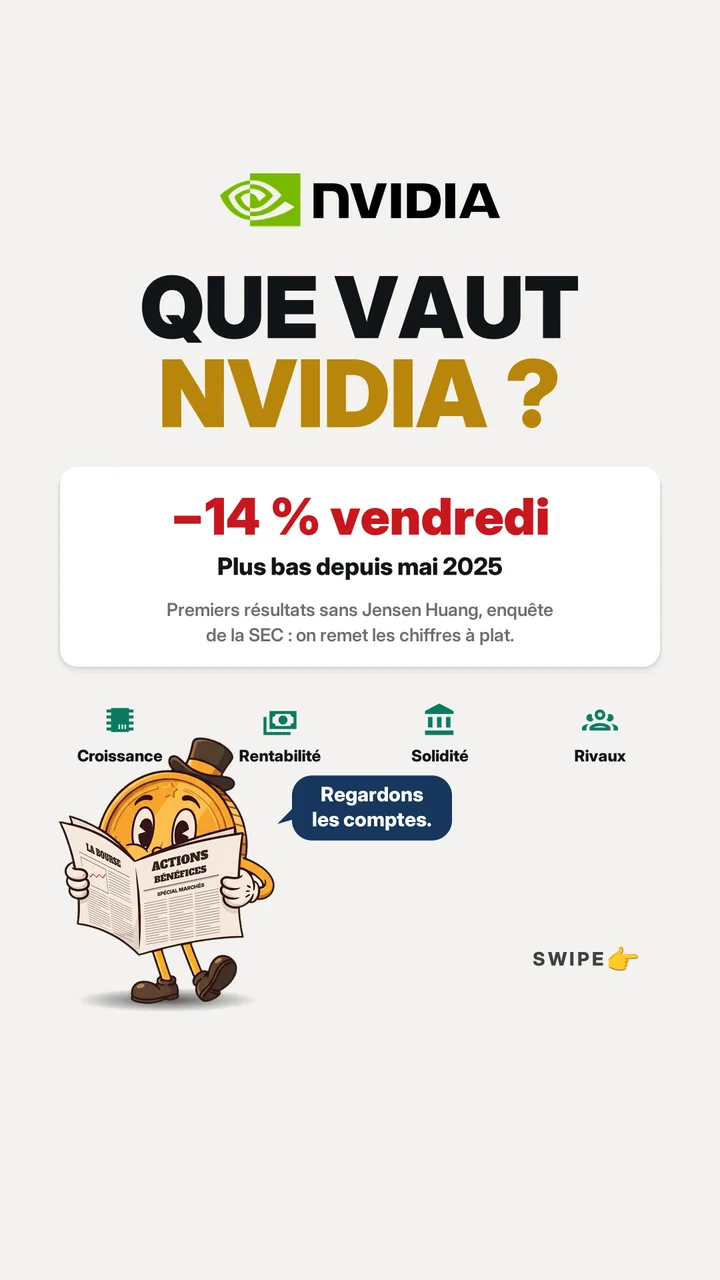 NVIDIA
QUE VAUT
NVIDIA ?
−14 % vendredi
Plus bas depuis mai 2025
Premiers résultats sans Jensen Huang, enquête
de la SEC : on remet les chiffres à plat.
Croissance
Rentabilité
Solidité
Rivaux
Regardons
les comptes.
LA BOURSE
ACTIONS
BÉNÉFICES
SPÉCIAL MARCHÉS
SWIPE👉